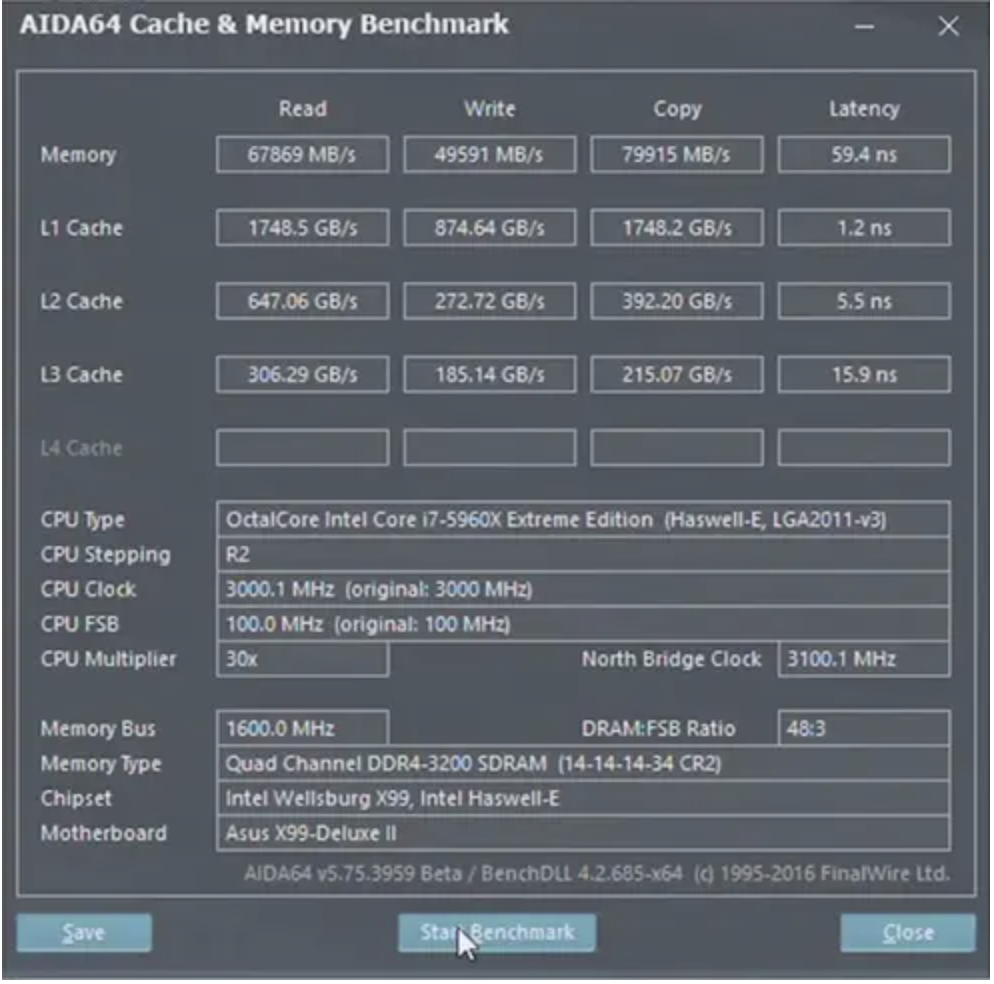 AIDA64 Cache & Memory Benchmark
Read Write Copy Latency
Memory 67869 MB/s 49591 MB/s 79915 MB/s 59.4 ns
L1 Cache 1748.5 GB/s 874.64 GB/s 1748.2 GB/s 1.2 ns
L2 Cache 647.06 GB/s 272.72 GB/s 392.20 GB/s 5.5 ns
L3 Cache 306.29 GB/s 185.14 GB/s 215.07 GB/s 15.9 ns
L4 Cache
CPU Type OctalCore Intel Core i7-5960X Extreme Edition (Haswell-E, LGA2011-v3)
CPU Stepping R2
CPU Clock 3000.1 MHz (original: 3000 MHz)
CPU FSB 100.0 MHz (original: 100 MHz)
CPU Multiplier 30x North Bridge Clock 3100.1 MHz
Memory Bus 1600.0 MHz DRAM:FSB Ratio 48:3
Memory Type Quad Channel DDR4-3200 SDRAM (14-14-14-34 CR2)
Chipset Intel Wellsburg X99, Intel Haswell-E
Motherboard Asus X99-Deluxe II
AIDA64 v5.75.3959 Beta / BenchDLL 4.2.685-x64 (c) 1995-2016 FinalWire Ltd.
Save Start Benchmark Close